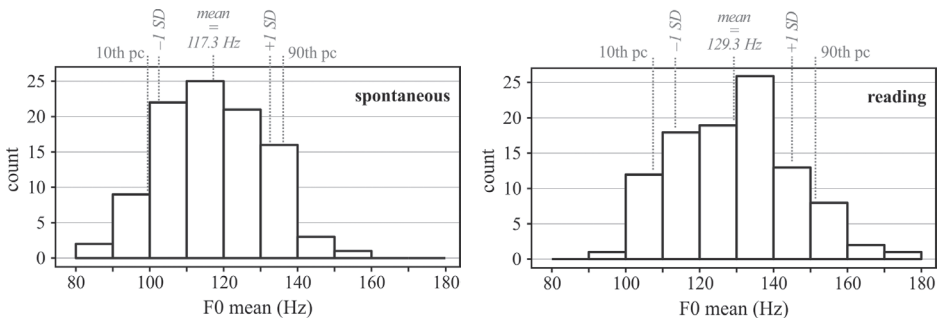 mean
=
117.3 Hz
−1 SD
+1 SD
10th pc
90th pc
spontaneous
count
25
20
15
10
5
0
80
100
120
140
160
180
F0 mean (Hz)
mean
=
129.3 Hz
−1 SD
+1 SD
10th pc
90th pc
reading
count
25
20
15
10
5
0
80
100
120
140
160
180
F0 mean (Hz)